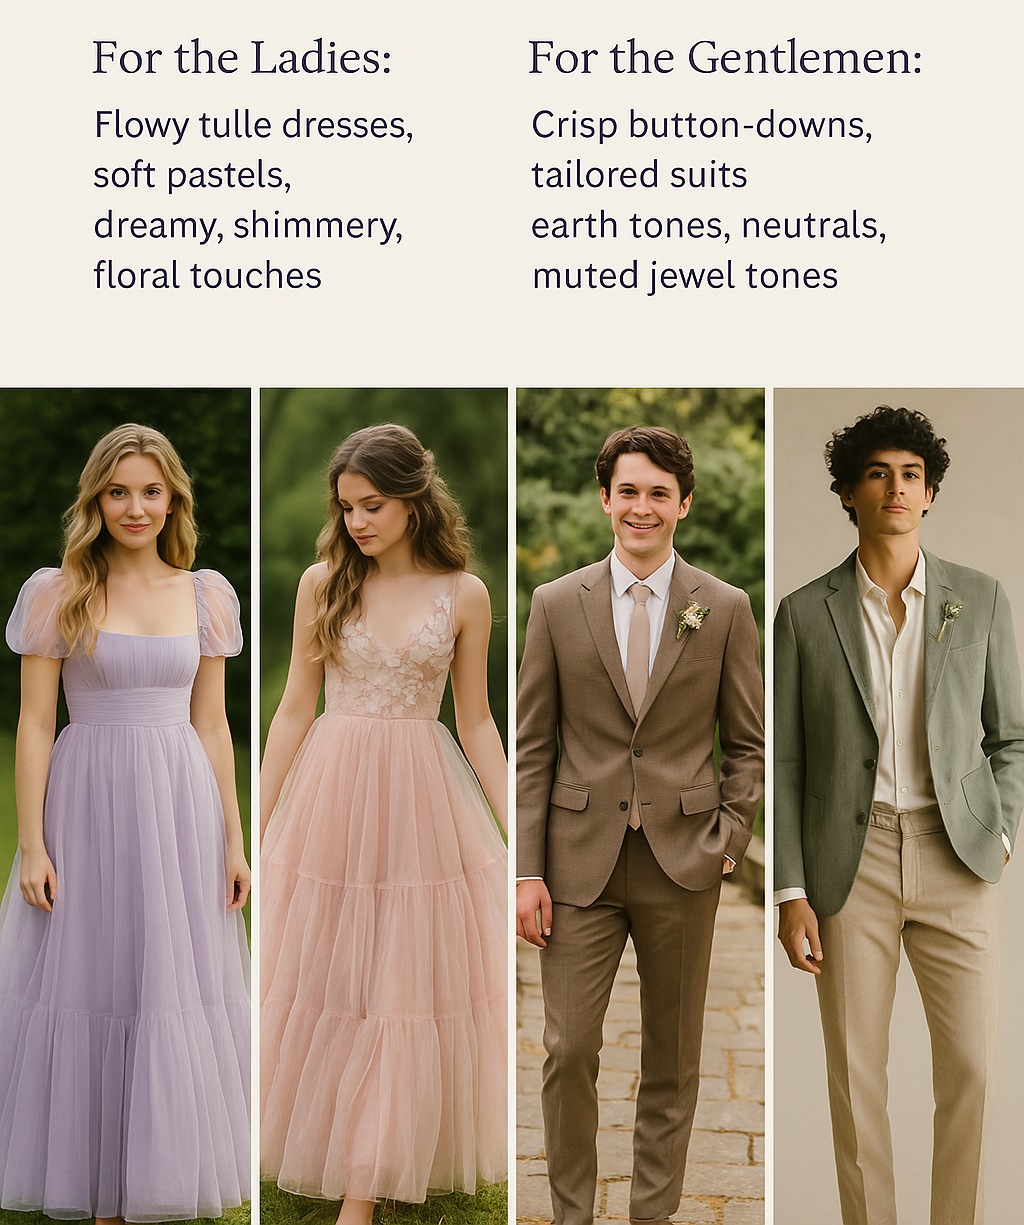 For the Ladies:
Flowy tulle dresses,
soft pastels,
dreamy, shimmery,
floral touches
For the Gentlemen:
Crisp button-downs,
tailored suits
earth tones, neutrals,
muted jewel tones